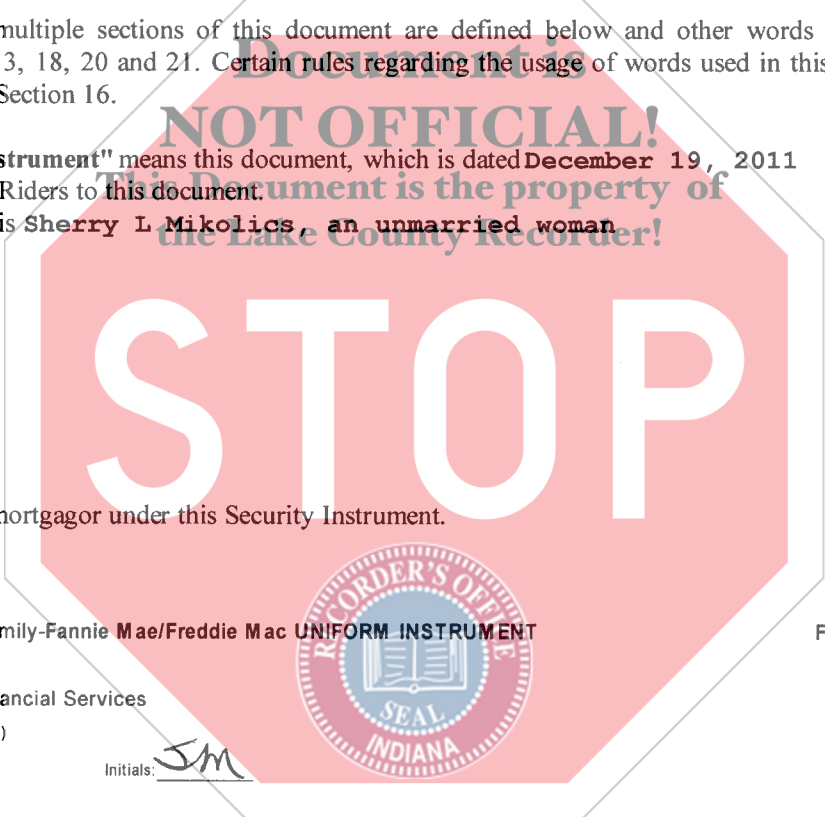 multiple sections of this document are defined below and other words
3, 18, 20 and 21. Certain rules regarding the usage of words used in this
Section 16.
Document is
NOT OFFICIAL!
This Document is the property of
the Lake County Recorder!
strument" means this document, which is dated December 19, 2011
Riders to this document.
is Sherry L Mikolics, an unmarried woman
STOP
mortgagor under this Security Instrument.
RECORDER'S OFFICE
SEAL
INDIANA
mily-Fannie Mae/Freddie Mac UNIFORM INSTRUMENT F
ancial Services
)
Initials: SM